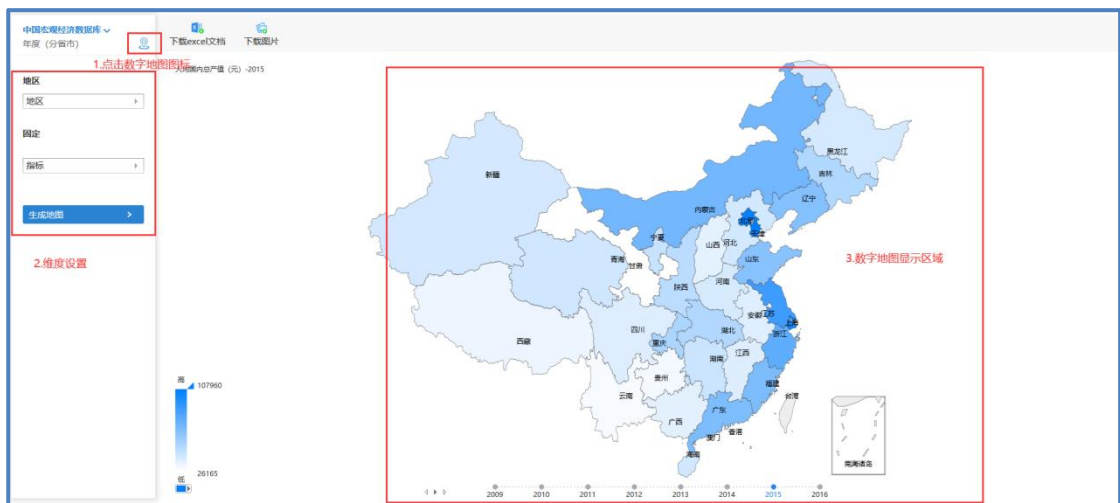 中国宏观经济数据库
年度（分省市）
下载excel文档
下载图片
1.点击数字地图图标
人均国内总产值（元）-2015
地区
地区
固定
指标
生成地图
2.维度设置
3.数字地图显示区域
黑龙江
吉林
辽宁
新疆
内蒙古
北京
天津
宁夏
山西
河北
山东
青海
甘肃
陕西
河南
安徽
江苏
上海
四川
湖北
浙江
西藏
重庆
湖南
江西
贵州
福建
云南
台湾
广西
广东
香港
澳门
海南
南海诸岛
高
107960
26165
低
2009
2010
2011
2012
2013
2014
2015
2016